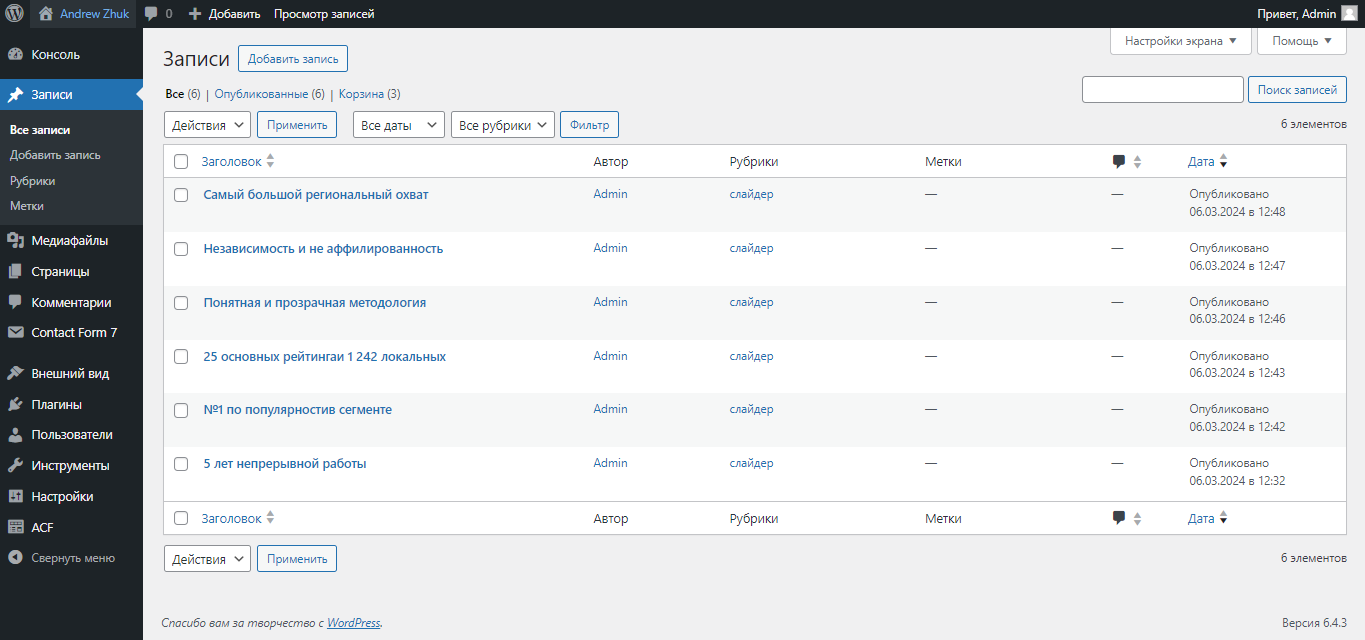 Andrew Zhuk 0 Добавить Просмотр записей Привет, Admin
Консоль
Записи
Все записи
Добавить запись
Рубрики
Метки
Медиафайлы
Страницы
Комментарии
Contact Form 7
Внешний вид
Плагины
Пользователи
Инструменты
Настройки
ACF
Свернуть меню
Настройки экрана Помощь
Записи Добавить запись
Все (6) | Опубликованные (6) | Корзина (3)
Поиск записей
Действия Применить Все даты Все рубрики Фильтр 6 элементов
Заголовок Автор Рубрики Метки Дата
Самый большой региональный охват Admin слайдер — — Опубликовано
06.03.2024 в 12:48
Независимость и не аффилированность Admin слайдер — — Опубликовано
06.03.2024 в 12:47
Понятная и прозрачная методология Admin слайдер — — Опубликовано
06.03.2024 в 12:46
25 основных рейтингаи 1 242 локальных Admin слайдер — — Опубликовано
06.03.2024 в 12:43
№1 по популярностив сегменте Admin слайдер — — Опубликовано
06.03.2024 в 12:42
5 лет непрерывной работы Admin слайдер — — Опубликовано
06.03.2024 в 12:32
Заголовок Автор Рубрики Метки Дата
Действия Применить 6 элементов
Спасибо вам за творчество с WordPress. Версия 6.4.3